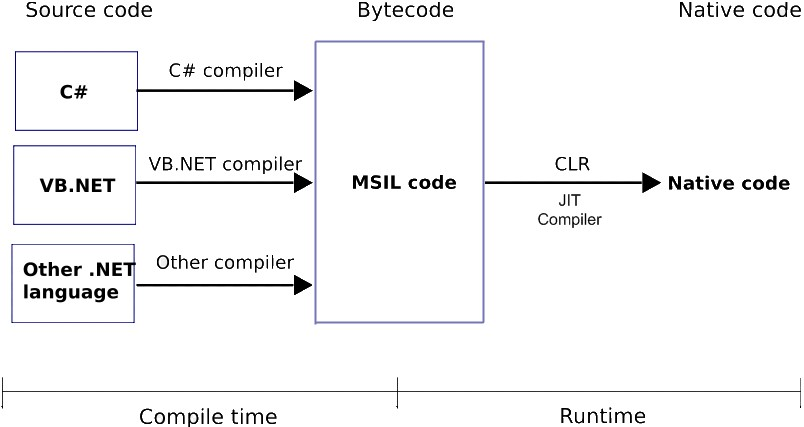 Source code
Bytecode
Native code
C#
C# compiler
VB.NET
VB.NET compiler
MSIL code
CLR
JIT
Compiler
Native code
Other .NET
language
Other compiler
Compile time
Runtime